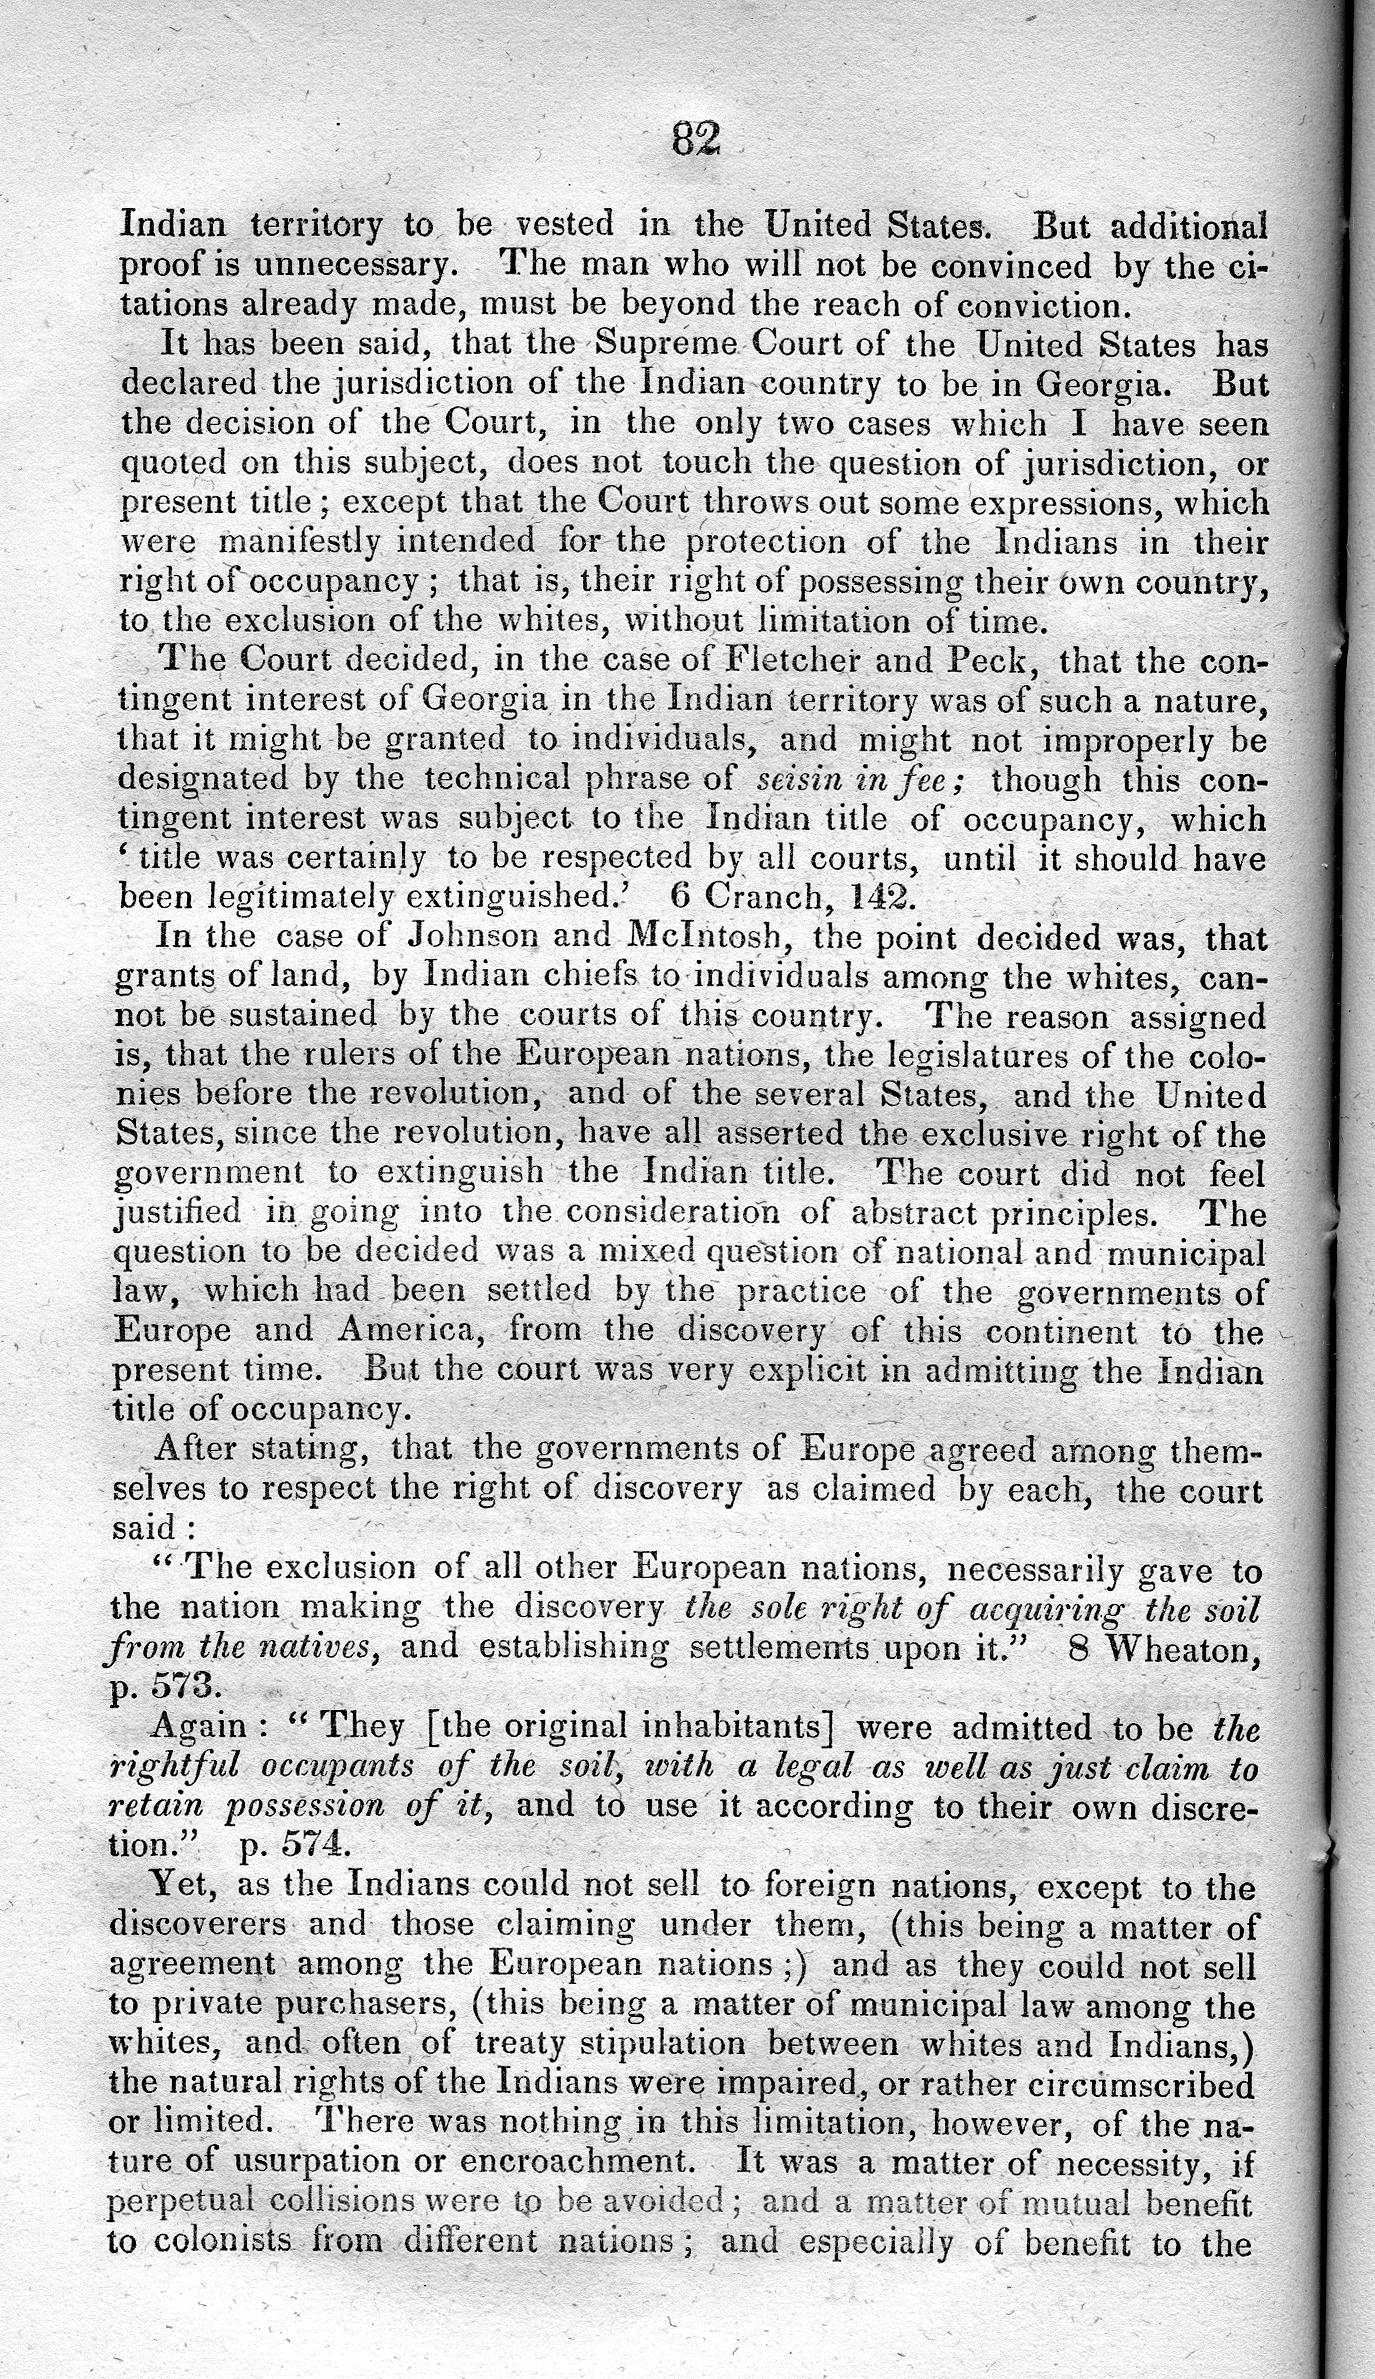 82
Indian territory to be vested in the United States. But additional
proof is unnecessary. The man who will not be convinced by the ci-
tations already made, must be beyond the reach of conviction.
It has been said, that the Supreme Court of the United States has
declared the jurisdiction of the Indian country to be in Georgia. But
the decision of the Court, in the only two cases which I have seen
quoted on this subject, does not touch the question of jurisdiction, or
present title; except that the Court throws out some expressions, which
were manifestly intended for the protection of the Indians in their
right of occupancy; that is, their right of possessing their own country,
to the exclusion of the whites, without limitation of time.
The Court decided, in the case of Fletcher and Peck, that the con-
tingent interest of Georgia in the Indian territory was of such a nature,
that it might be granted to individuals, and might not improperly be
designated by the technical phrase of seisin in fee; though this con-
tingent interest was subject to the Indian title of occupancy, which
‘title was certainly to be respected by all courts, until it should have
been legitimately extinguished.’ 6 Cranch, 142.
In the case of Johnson and McIntosh, the point decided was, that
grants of land, by Indian chiefs to individuals among the whites, can-
not be sustained by the courts of this country. The reason assigned
is, that the rulers of the European nations, the legislatures of the colo-
nies before the revolution, and of the several States, and the United
States, since the revolution, have all asserted the exclusive right of the
government to extinguish the Indian title. The court did not feel
justified in going into the consideration of abstract principles. The
question to be decided was a mixed question of national and municipal
law, which had been settled by the practice of the governments of
Europe and America, from the discovery of this continent to the
present time. But the court was very explicit in admitting the Indian
title of occupancy.
After stating, that the governments of Europe agreed among them-
selves to respect the right of discovery as claimed by each, the court
said:
“The exclusion of all other European nations, necessarily gave to
the nation making the discovery the sole right of acquiring the soil
from the natives, and establishing settlements upon it.” 8 Wheaton,
p. 573.
Again: “They [the original inhabitants] were admitted to be the
rightful occupants of the soil, with a legal as well as just claim to
retain possession of it, and to use it according to their own discre-
tion.” p. 574.
Yet, as the Indians could not sell to foreign nations, except to the
discoverers and those claiming under them, (this being a matter of
agreement among the European nations;) and as they could not sell
to private purchasers, (this being a matter of municipal law among the
whites, and often of treaty stipulation between whites and Indians,)
the natural rights of the Indians were impaired, or rather circumscribed
or limited. There was nothing in this limitation, however, of the na-
ture of usurpation or encroachment. It was a matter of necessity, if
perpetual collisions were to be avoided; and a matter of mutual benefit
to colonists from different nations; and especially of benefit to the